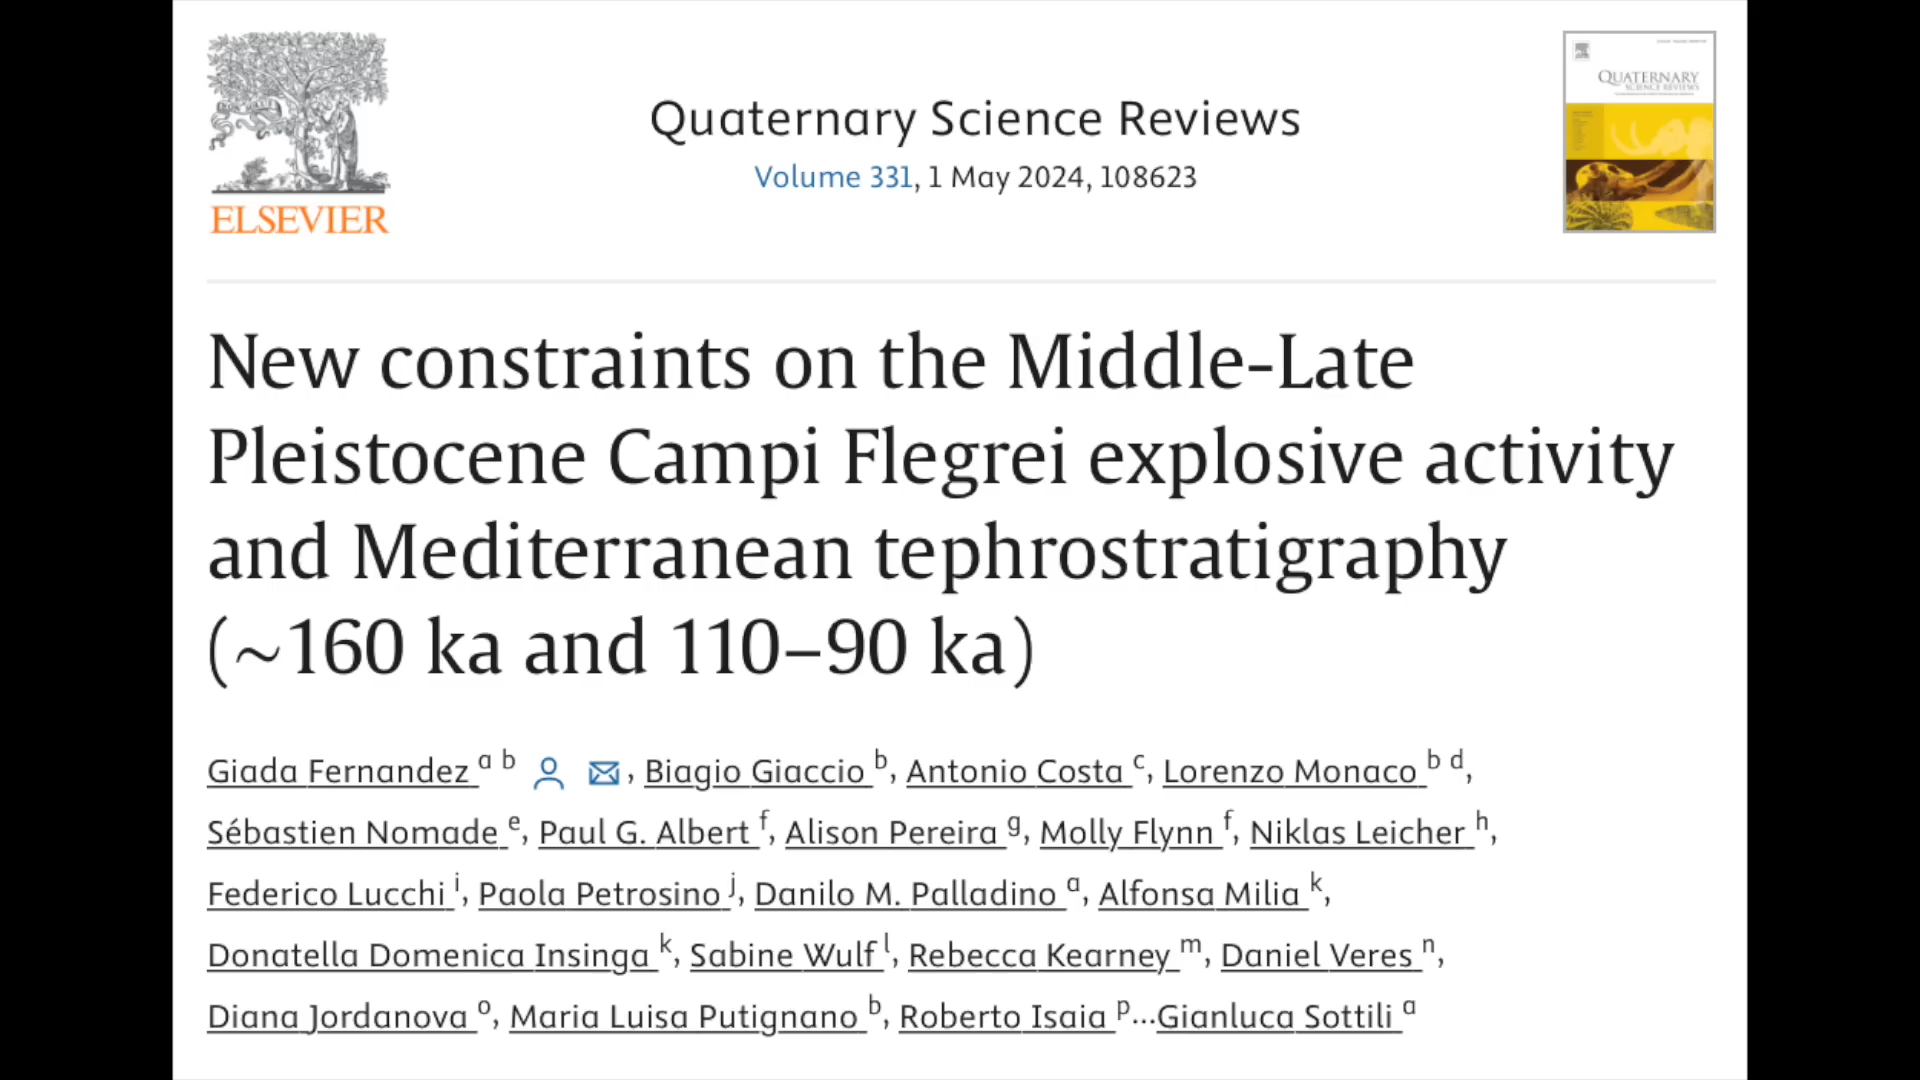 ELSEVIER
Quaternary Science Reviews
Volume 331, 1 May 2024, 108623
QUATERNARY
SCIENCE REVIEWS
New constraints on the Middle-Late
Pleistocene Campi Flegrei explosive activity
and Mediterranean tephrostratigraphy
(~160 ka and 110–90 ka)
Giada Fernandez a b , Biagio Giaccio b, Antonio Costa c, Lorenzo Monaco b d,
Sébastien Nomade e, Paul G. Albert f, Alison Pereira g, Molly Flynn f, Niklas Leicher h,
Federico Lucchi i, Paola Petrosino j, Danilo M. Palladino a, Alfonsa Milia k,
Donatella Domenica Insinga k, Sabine Wulf l, Rebecca Kearney m, Daniel Veres n,
Diana Jordanova o, Maria Luisa Putignano b, Roberto Isaia p...Gianluca Sottili a